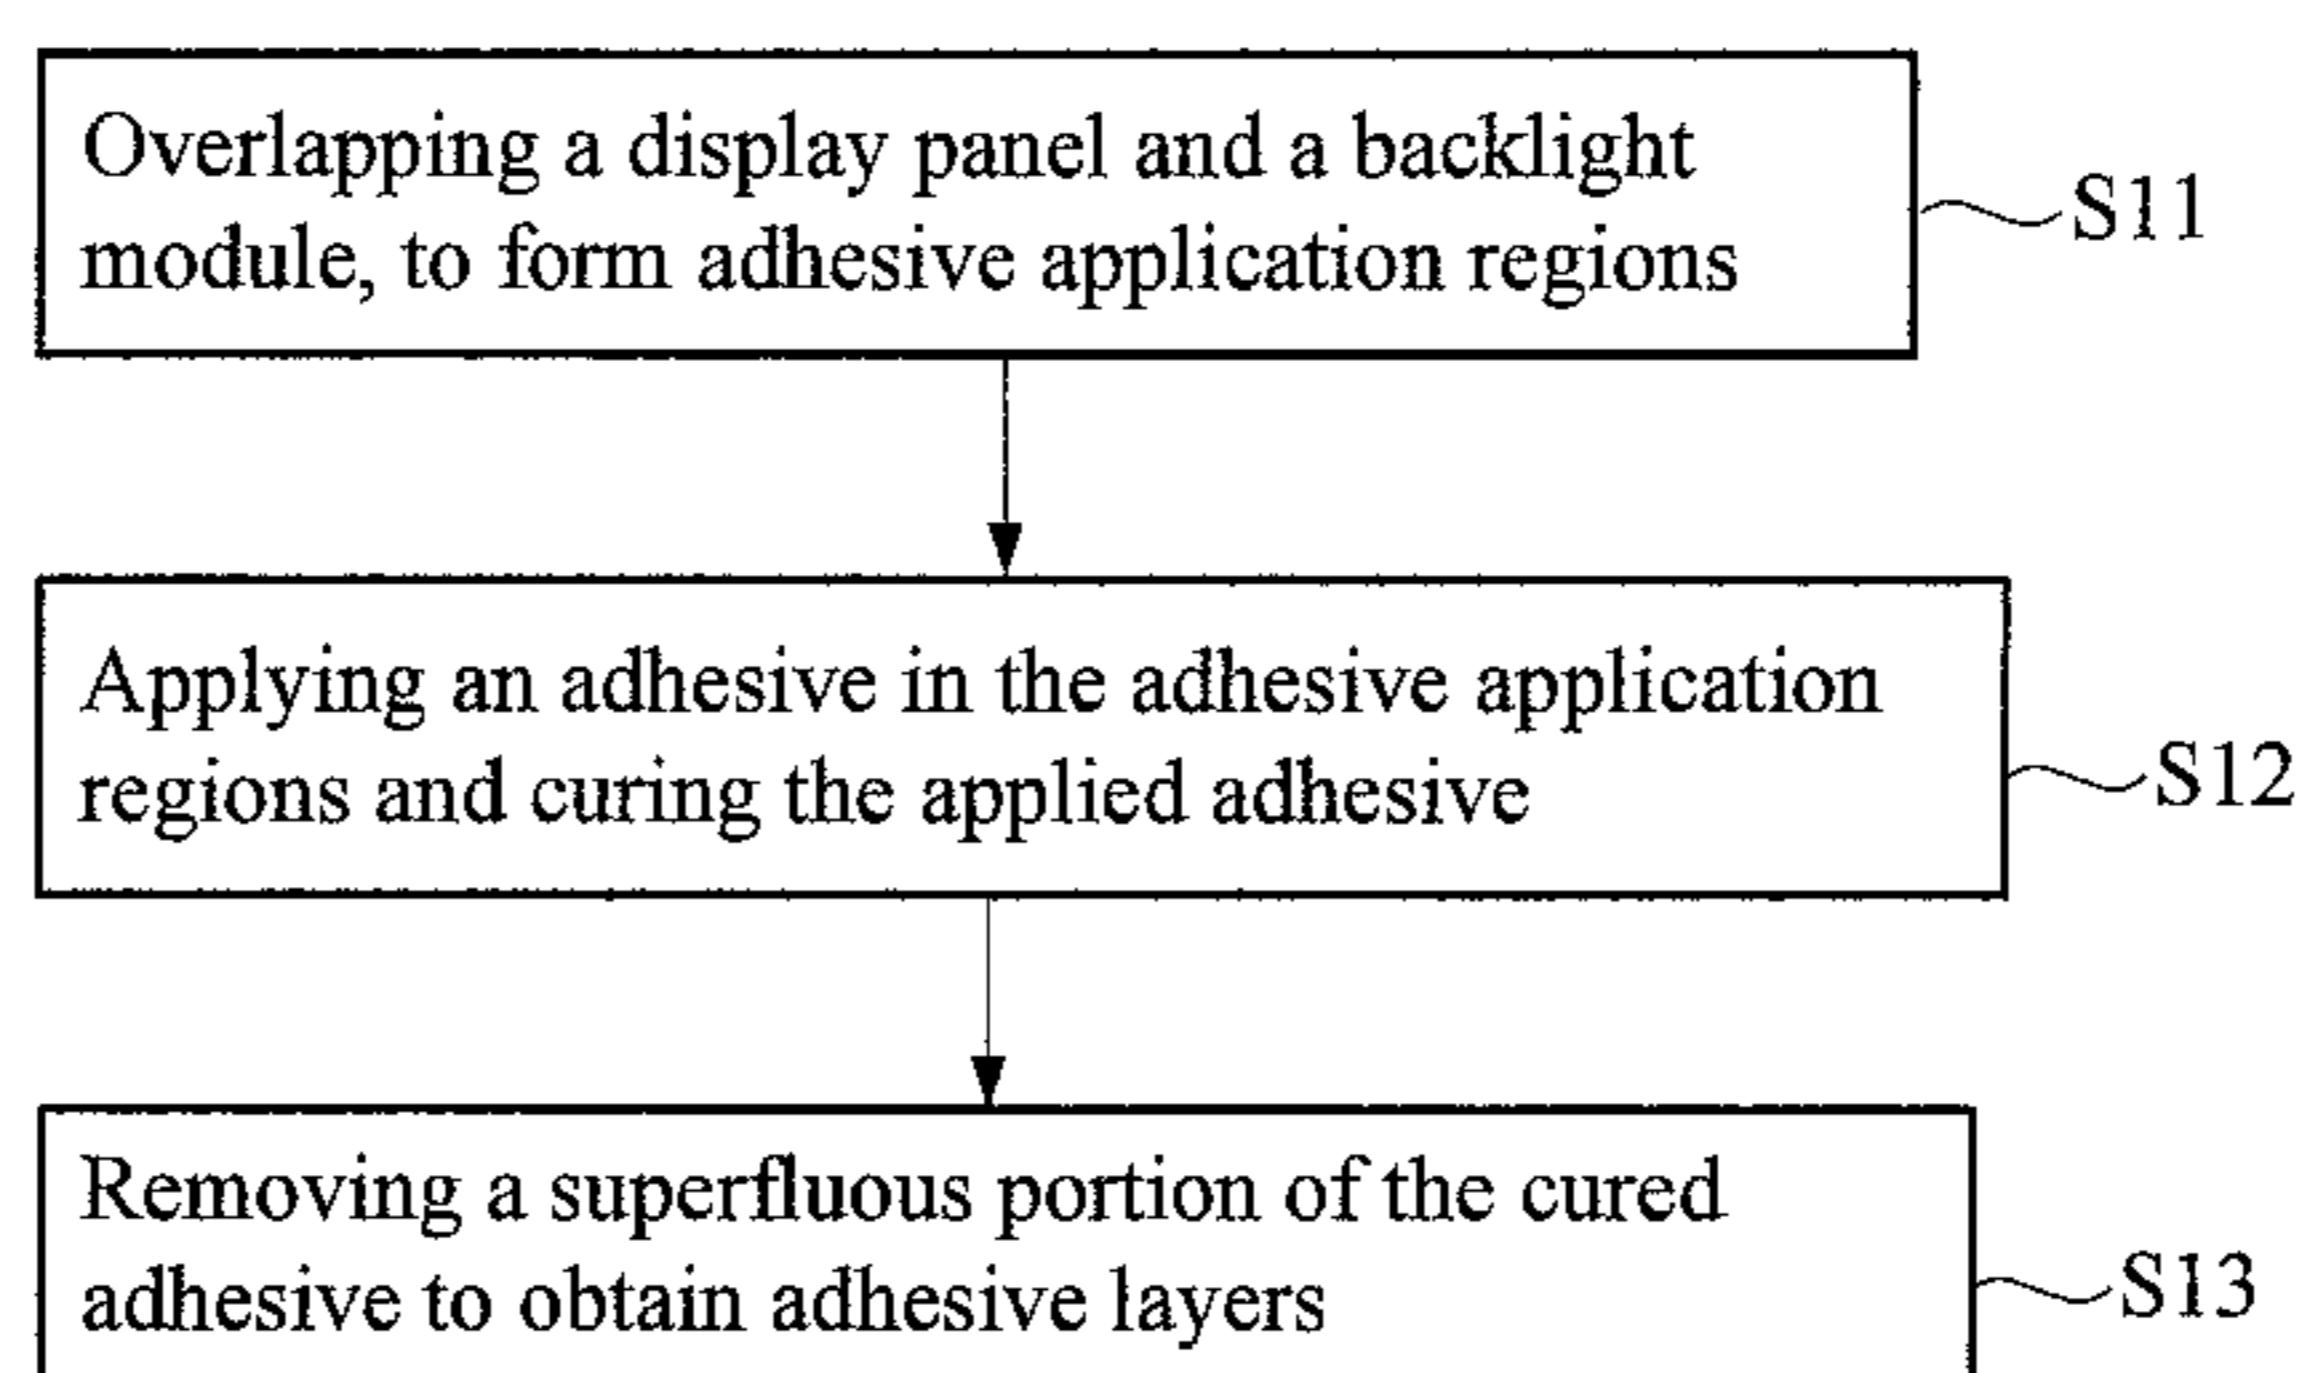 Overlapping a display panel and a backlight
module, to form adhesive application regions
S11
Applying an adhesive in the adhesive application
regions and curing the applied adhesive
S12
Removing a superfluous portion of the cured
adhesive to obtain adhesive layers
S13